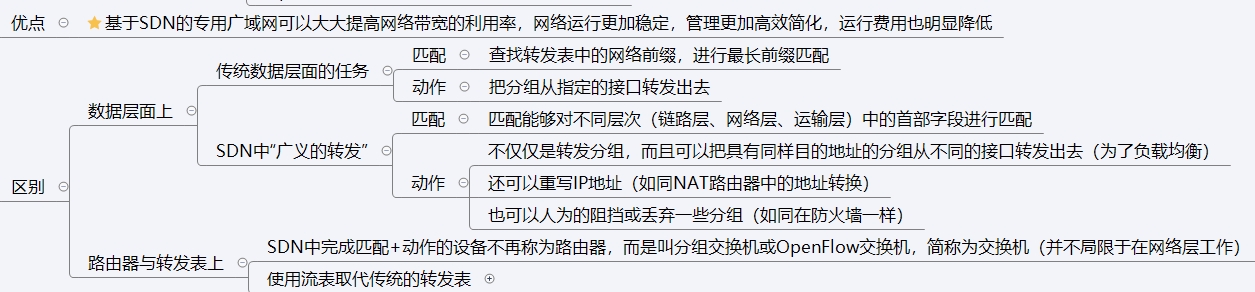 优点
基于SDN的专用广域网可以大大提高网络带宽的利用率，网络运行更加稳定，管理更加高效简化，运行费用也明显降低
区别
数据层面上
传统数据层面的任务
匹配
查找转发表中的网络前缀，进行最长前缀匹配
动作
把分组从指定的接口转发出去
SDN中“广义的转发”
匹配
匹配能够对不同层次（链路层、网络层、运输层）中的首部字段进行匹配
动作
不仅仅是转发分组，而且可以把具有同样目的地址的分组从不同的接口转发出去（为了负载均衡）
还可以重写IP地址（如同NAT路由器中的地址转换）
也可以人为的阻挡或丢弃一些分组（如同在防火墙一样）
路由器与转发表上
SDN中完成匹配+动作的设备不再称为路由器，而是叫分组交换机或OpenFlow交换机，简称为交换机（并不局限于在网络层工作）
使用流表取代传统的转发表